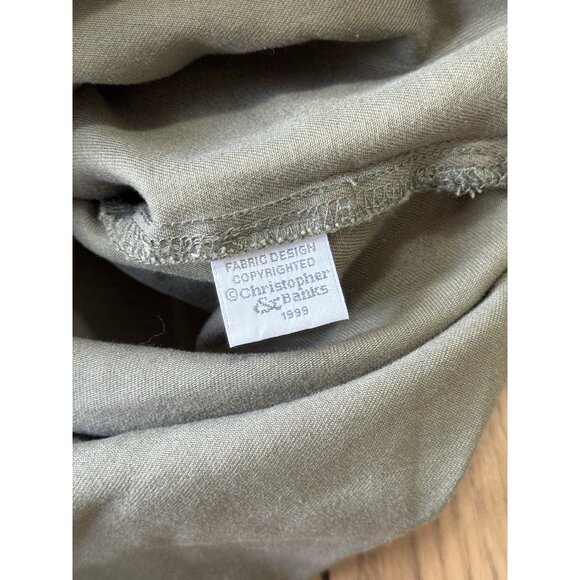 FABRIC DESIGN
COPYRIGHTED
©Christopher
& Banks
1999